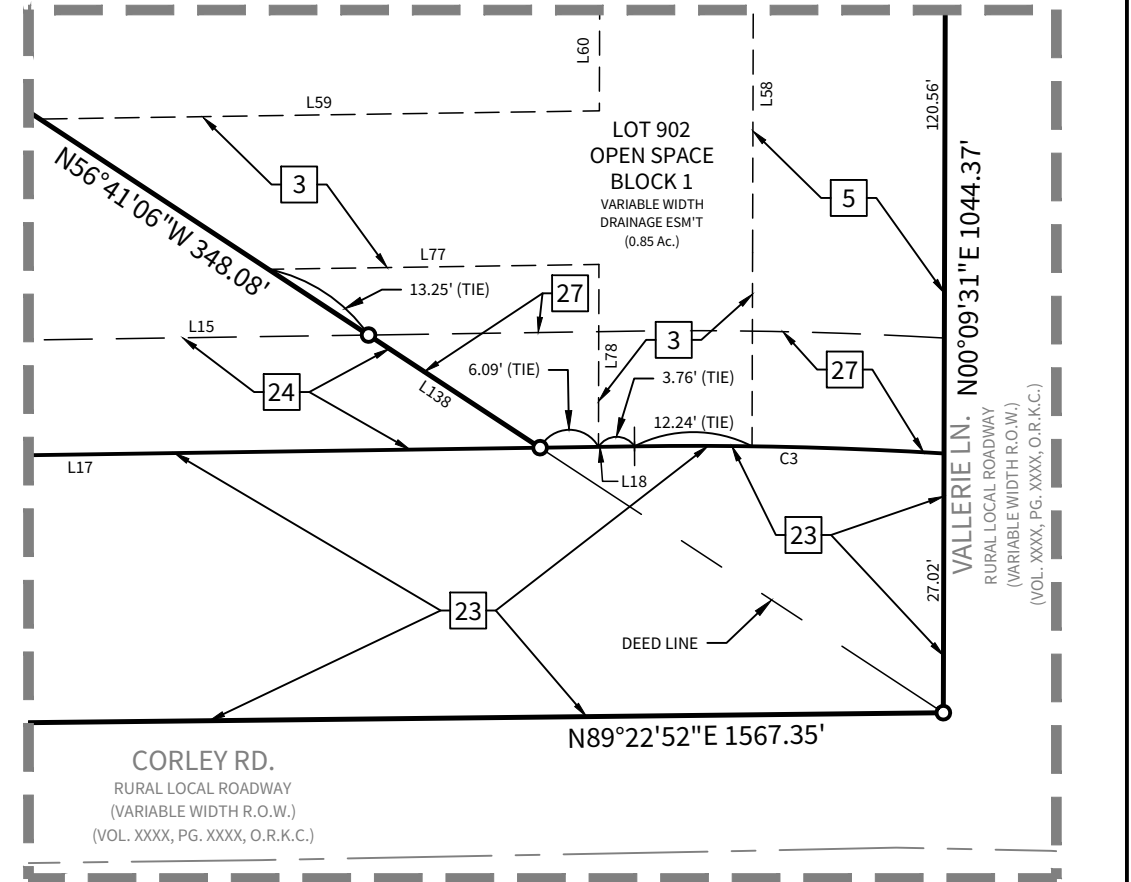 L60
L58
L59
120.56'
LOT 902
OPEN SPACE
BLOCK 1
VARIABLE WIDTH
DRAINAGE ESM'T
(0.85 Ac.)
3
5
N56°41'06"W 348.08'
N00°09'31"E 1044.37'
L77
13.25' (TIE)
27
L15
3
L78
6.09' (TIE)
3.76' (TIE)
27
24
L138
12.24' (TIE)
L17
L18
C3
VALLERIE LN.
RURAL LOCAL ROADWAY
(VARIABLE WIDTH R.O.W.)
(VOL. XXXX, PG. XXXX, O.R.K.C.)
23
27.02'
23
DEED LINE
N89°22'52"E 1567.35'
CORLEY RD.
RURAL LOCAL ROADWAY
(VARIABLE WIDTH R.O.W.)
(VOL. XXXX, PG. XXXX, O.R.K.C.)